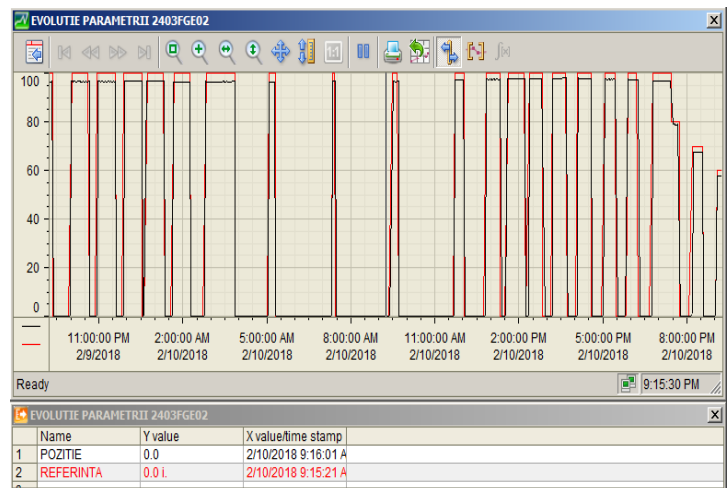 EVOLUTIE PARAMETRII 2403FGE02
100
80
60
40
20
0
11:00:00 PM 2:00:00 AM 5:00:00 AM 8:00:00 AM 11:00:00 AM 2:00:00 PM 5:00:00 PM 8:00:00 PM
2/9/2018 2/10/2018 2/10/2018 2/10/2018 2/10/2018 2/10/2018 2/10/2018 2/10/2018
Ready 9:15:30 PM
EVOLUTIE PARAMETRII 2403FGE02
Name Y value X value/time stamp
1 POZITIE 0.0 2/10/2018 9:16:01 A
2 REFERINTA 0.0 i. 2/10/2018 9:15:21 A